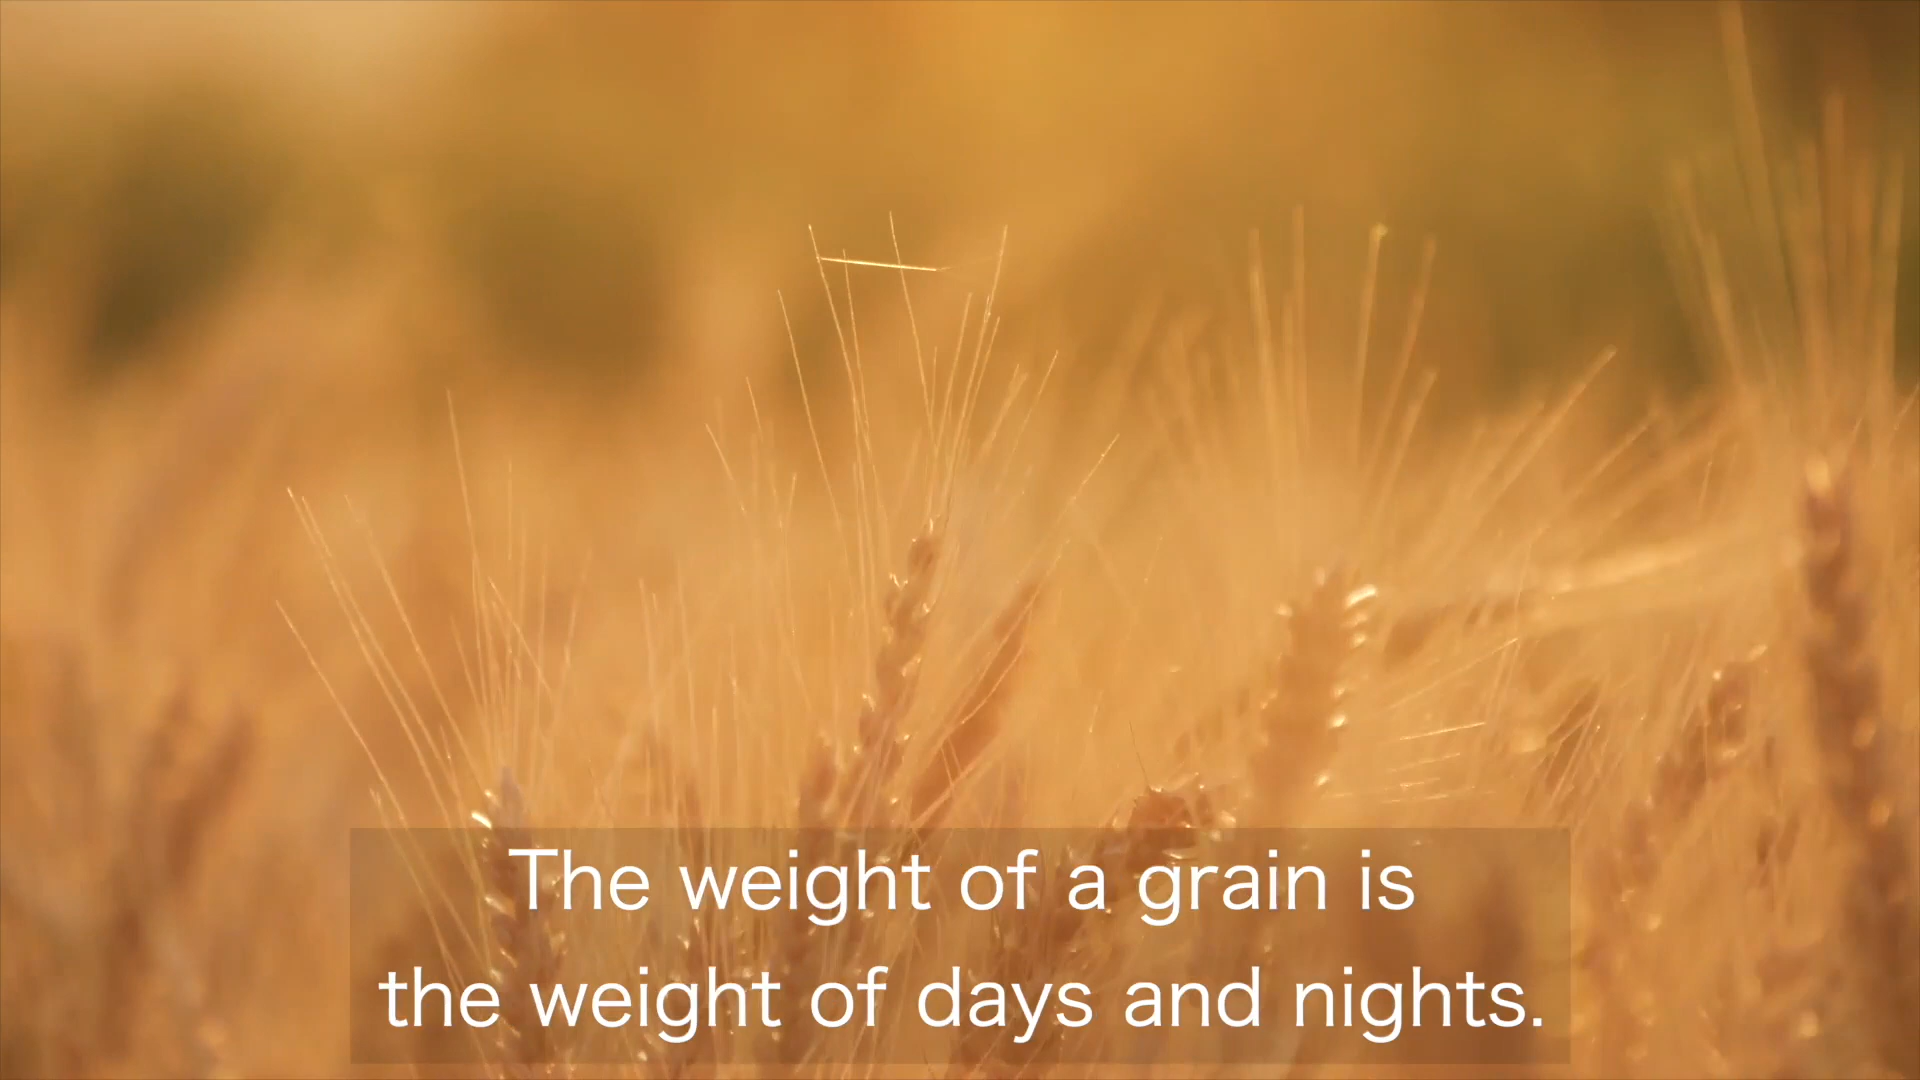 The weight of a grain is
the weight of days and nights.